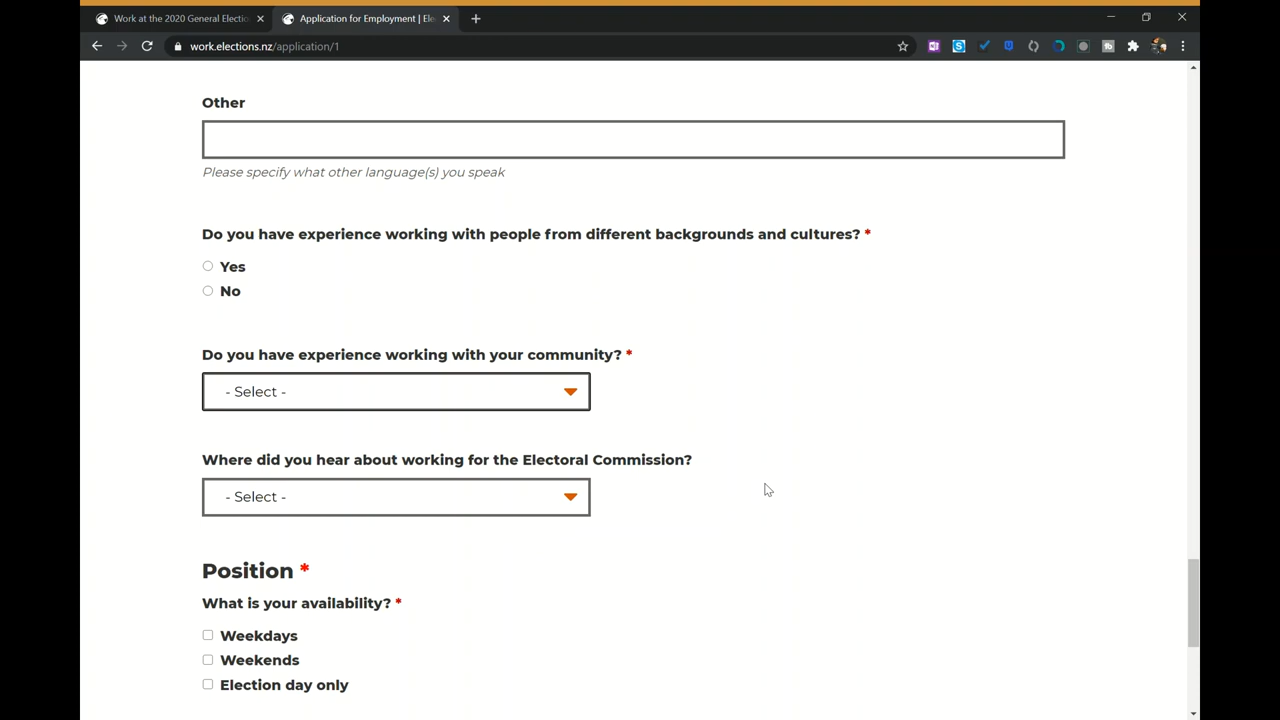 Work at the 2020 General Electio
Application for Employment | Ele
work.elections.nz/application/1
Other
Please specify what other language(s) you speak
Do you have experience working with people from different backgrounds and cultures? *
Yes
No
Do you have experience working with your community? *
- Select -
Where did you hear about working for the Electoral Commission?
- Select -
Position *
What is your availability? *
Weekdays
Weekends
Election day only